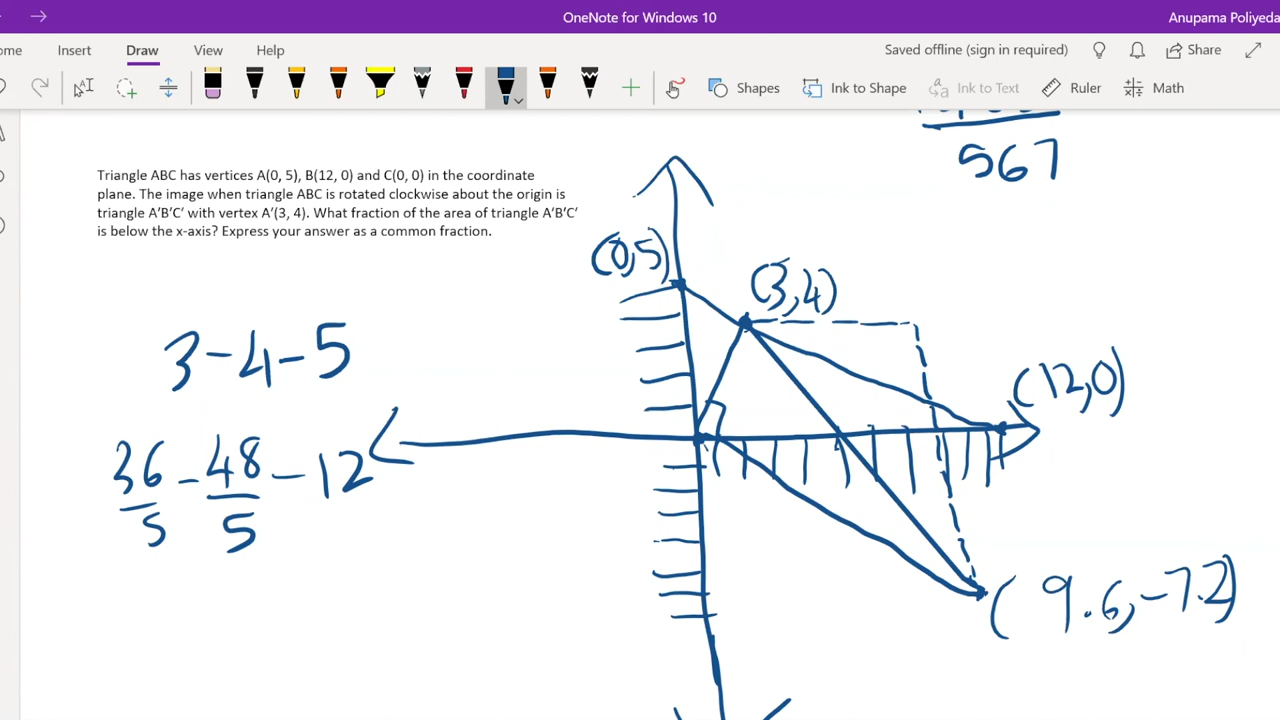 OneNote for Windows 10
Anupama Poliyeda
ome Insert Draw View Help
Saved offline (sign in required) Share
Shapes Ink to Shape Ink to Text Ruler Math
567
Triangle ABC has vertices A(0, 5), B(12, 0) and C(0, 0) in the coordinate
plane. The image when triangle ABC is rotated clockwise about the origin is
triangle A′B′C′ with vertex A′(3, 4). What fraction of the area of triangle A′B′C′
is below the x-axis? Express your answer as a common fraction.
(0,5)
(3,4)
3-4-5
(12,0)
36/5 - 48/5 - 12
(9.6,-7.2)